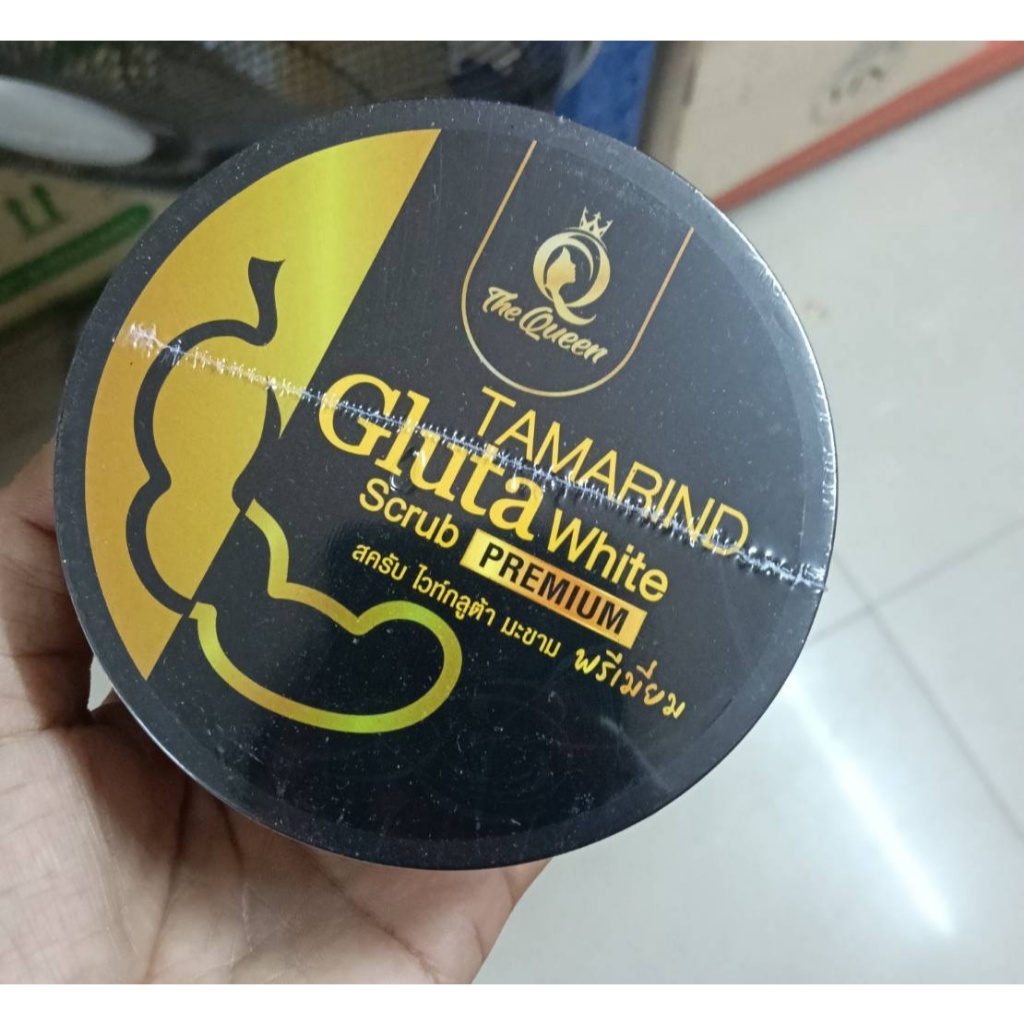 The Queen
TAMARIND
Gluta White
Scrub PREMIUM
สครับ ไวท์กลูต้า มะขาม พรีเมี่ยม